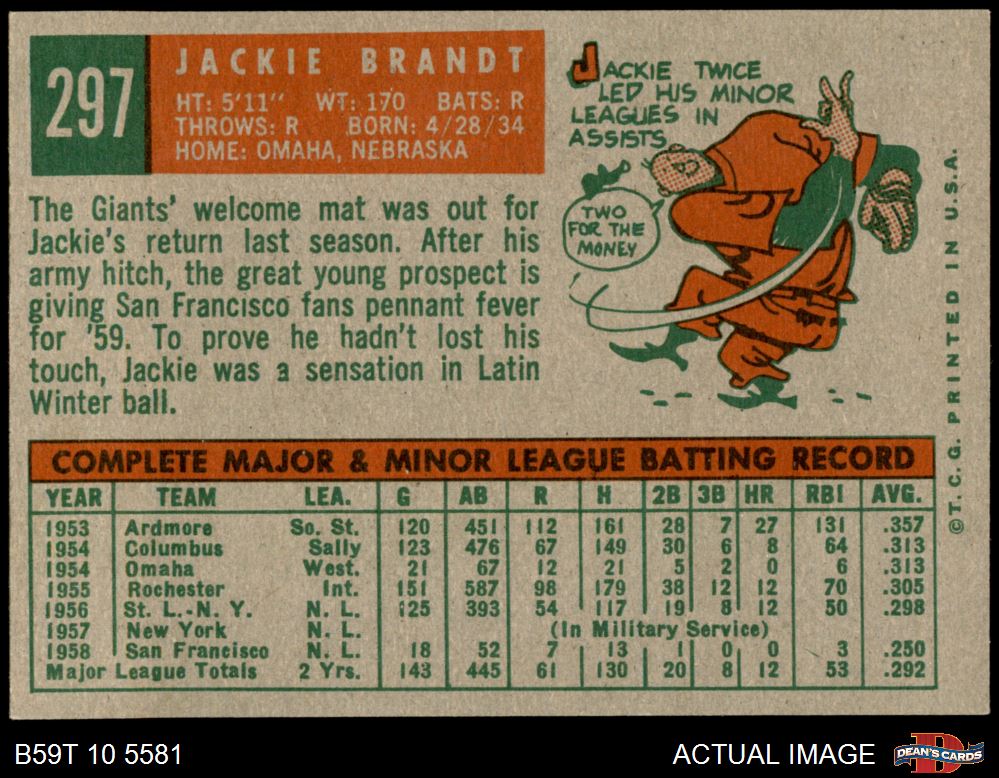 297
JACKIE BRANDT
HT: 5'11" WT: 170 BATS: R
THROWS: R BORN: 4/28/34
HOME: OMAHA, NEBRASKA
JACKIE TWICE
LED HIS MINOR
LEAGUES IN
ASSISTS
TWO
FOR THE
MONEY
The Giants' welcome mat was out for
Jackie's return last season. After his
army hitch, the great young prospect is
giving San Francisco fans pennant fever
for '59. To prove he hadn't lost his
touch, Jackie was a sensation in Latin
Winter ball.
COMPLETE MAJOR & MINOR LEAGUE BATTING RECORD
YEAR TEAM LEA. G AB R H 2B 3B HR RBI AVG.
1953 Ardmore So. St. 120 451 112 161 28 7 27 131 .357
1954 Columbus Sally 123 476 67 149 30 6 8 64 .313
1954 Omaha West. 21 67 12 21 5 2 0 6 .313
1955 Rochester Int. 151 587 98 179 38 12 12 70 .305
1956 St. L.-N. Y. N. L. 125 393 54 117 19 8 12 50 .298
1957 New York N. L. (In Military Service)
1958 San Francisco N. L. 18 52 7 13 1 0 0 3 .250
Major League Totals 2 Yrs. 143 445 61 130 20 8 12 53 .292
©T. C. G. PRINTED IN U.S.A.
B59T 10 5581
ACTUAL IMAGE
DEAN'S CARDS